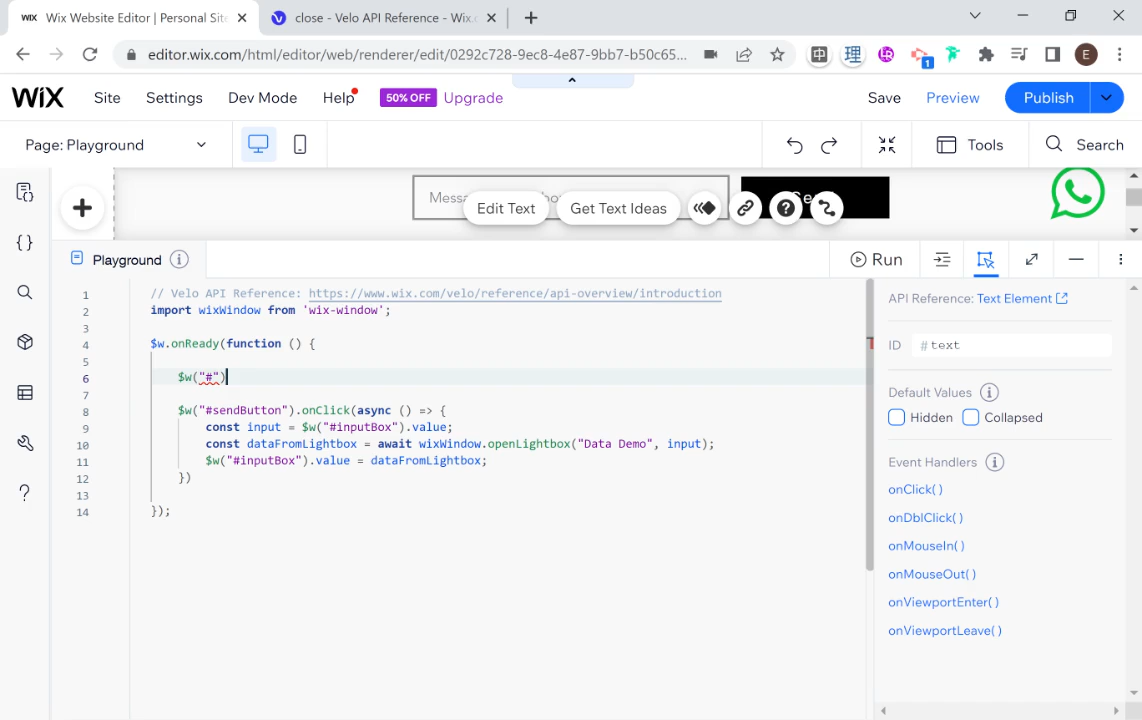 WIX Wix Website Editor | Personal Site
close - Velo API Reference - Wix.c
editor.wix.com/html/editor/web/renderer/edit/0292c728-9ec8-4e87-9bb7-b50c65...
1
E
WiX Site Settings Dev Mode Help 50% OFF Upgrade Save Preview Publish
Page: Playground Tools Search
Edit Text Get Text Ideas
Playground Run
1 // Velo API Reference: https://www.wix.com/velo/reference/api-overview/introduction
2 import wixWindow from 'wix-window';
3
4 $w.onReady(function () {
5
6 $w("#")
7
8 $w("#sendButton").onClick(async () => {
9 const input = $w("#inputBox").value;
10 const dataFromLightbox = await wixWindow.openLightbox("Data Demo", input);
11 $w("#inputBox").value = dataFromLightbox;
12 })
13
14 });
API Reference: Text Element
ID # text
Default Values
Hidden Collapsed
Event Handlers
onClick( )
onDblClick( )
onMouseIn( )
onMouseOut( )
onViewportEnter( )
onViewportLeave( )